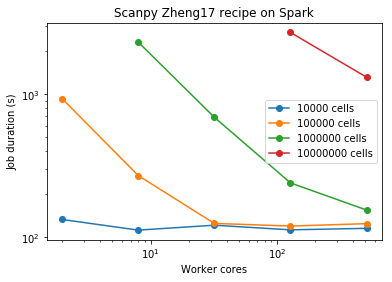 Scanpy Zheng17 recipe on Spark
Job duration (s)
10³
10²
10000 cells
100000 cells
1000000 cells
10000000 cells
10¹
10²
Worker cores